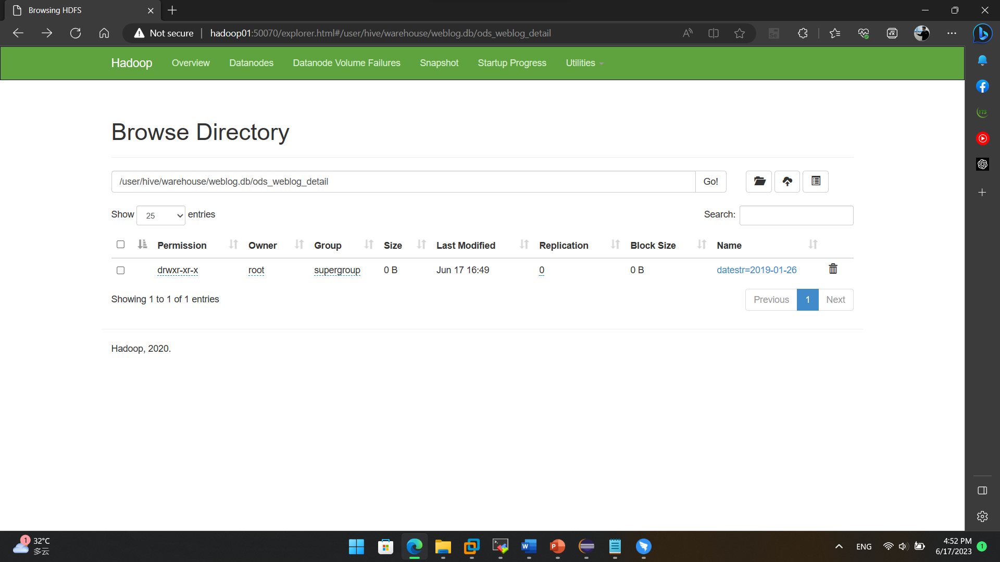 Browsing HDFS
Not secure hadoop01:50070/explorer.html#/user/hive/warehouse/weblog.db/ods_weblog_detail
Hadoop Overview Datanodes Datanode Volume Failures Snapshot Startup Progress Utilities
YTS
Browse Directory
/user/hive/warehouse/weblog.db/ods_weblog_detail Go!
Show 25 entries Search:
Permission Owner Group Size Last Modified Replication Block Size Name
drwxr-xr-x root supergroup 0 B Jun 17 16:49 0 0 B datestr=2019-01-26
Showing 1 to 1 of 1 entries Previous 1 Next
Hadoop, 2020.
1 32°C
多云
W P ENG 4:52 PM 1
6/17/2023